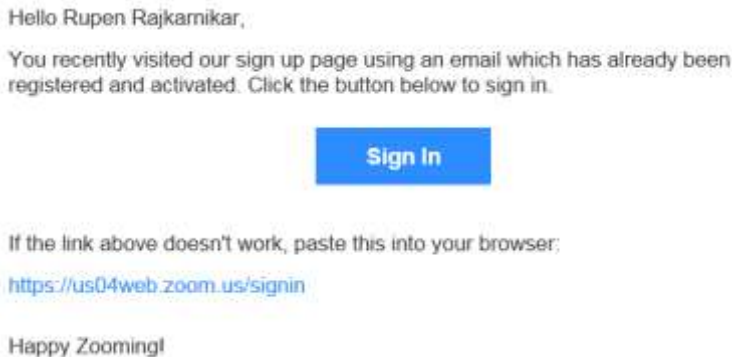 Hello Rupen Rajkarnikar,
You recently visited our sign up page using an email which has already been
registered and activated. Click the button below to sign in.
Sign In
If the link above doesn't work, paste this into your browser:
https://us04web.zoom.us/signin
Happy Zooming!